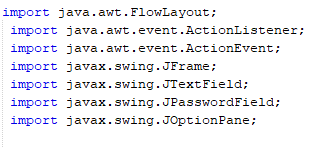 import java.awt.FlowLayout;
import java.awt.event.ActionListener;
import java.awt.event.ActionEvent;
import javax.swing.JFrame;
import javax.swing.JTextField;
import javax.swing.JPasswordField;
import javax.swing.JOptionPane;